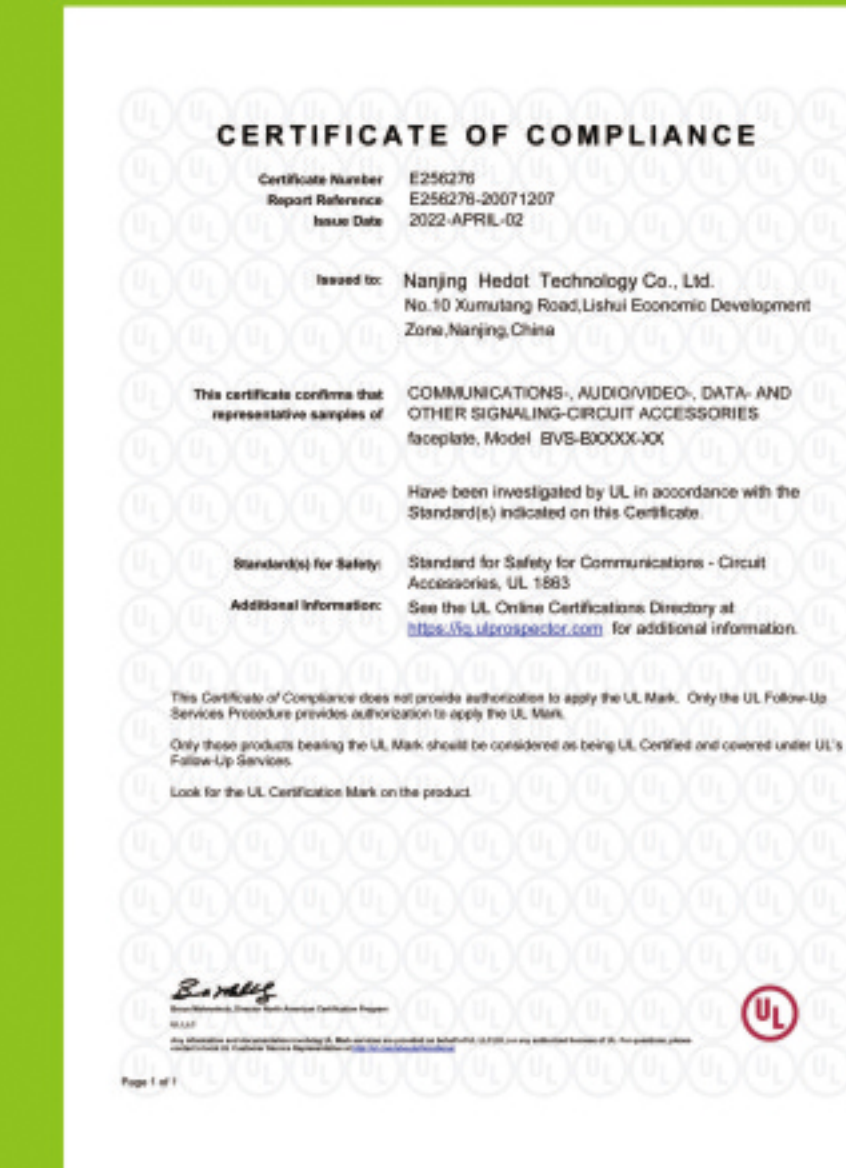 CERTIFICATE OF COMPLIANCE
Certificate Number E256276
Report Reference E256276-20071207
Issue Date 2022-APRIL-02
Issued to: Nanjing Hedot Technology Co., Ltd.
No.10 Xumutang Road,Lishui Economic Development
Zone,Nanjing,China
This certificate confirms that COMMUNICATIONS-, AUDIO/VIDEO-, DATA- AND
representative samples of OTHER SIGNALING-CIRCUIT ACCESSORIES
faceplate, Model BVS-BXXXX-XX
Have been investigated by UL in accordance with the
Standard(s) indicated on this Certificate.
Standard(s) for Safety: Standard for Safety for Communications - Circuit
Accessories, UL 1863
Additional Information: See the UL Online Certifications Directory at
https://iq.ulprospector.com for additional information.
This Certificate of Compliance does not provide authorization to apply the UL Mark. Only the UL Follow-Up
Services Procedure provides authorization to apply the UL Mark.
Only those products bearing the UL Mark should be considered as being UL Certified and covered under UL's
Follow-Up Services.
Look for the UL Certification Mark on the product.
UL
Page 1 of 1